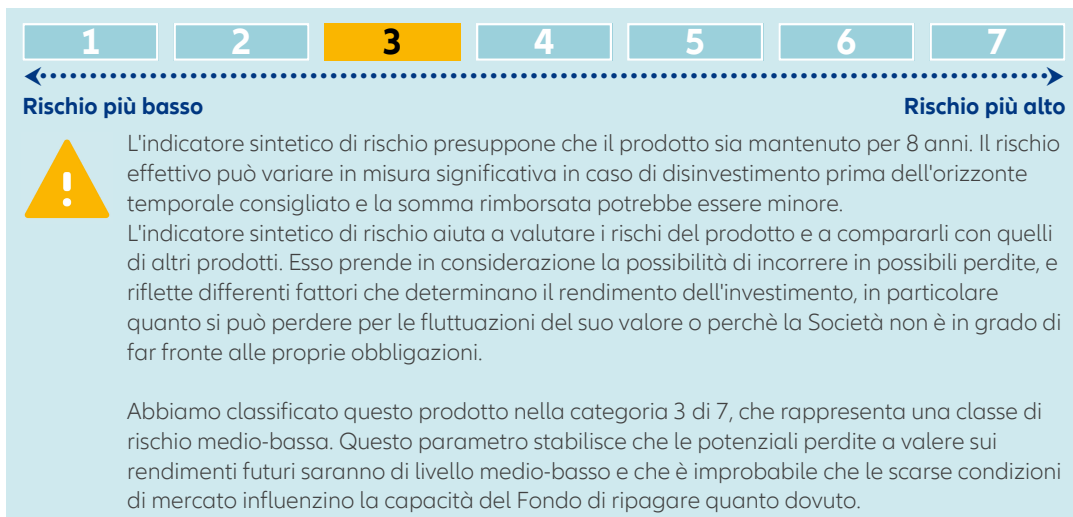 1 2 3 4 5 6 7
Rischio più basso Rischio più alto
L'indicatore sintetico di rischio presuppone che il prodotto sia mantenuto per 8 anni. Il rischio
effettivo può variare in misura significativa in caso di disinvestimento prima dell'orizzonte
temporale consigliato e la somma rimborsata potrebbe essere minore.
L'indicatore sintetico di rischio aiuta a valutare i rischi del prodotto e a compararli con quelli
di altri prodotti. Esso prende in considerazione la possibilità di incorrere in possibili perdite, e
riflette differenti fattori che determinano il rendimento dell'investimento, in particolare
quanto si può perdere per le fluttuazioni del suo valore o perchè la Società non è in grado di
far fronte alle proprie obbligazioni.
Abbiamo classificato questo prodotto nella categoria 3 di 7, che rappresenta una classe di
rischio medio-bassa. Questo parametro stabilisce che le potenziali perdite a valere sui
rendimenti futuri saranno di livello medio-basso e che è improbabile che le scarse condizioni
di mercato influenzino la capacità del Fondo di ripagare quanto dovuto.